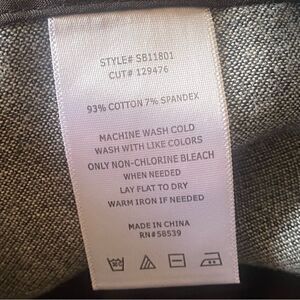 STYLE# SB11801
CUT# 129476
93% COTTON 7% SPANDEX
MACHINE WASH COLD
WASH WITH LIKE COLORS
ONLY NON-CHLORINE BLEACH
WHEN NEEDED
LAY FLAT TO DRY
WARM IRON IF NEEDED
MADE IN CHINA
RN#58539